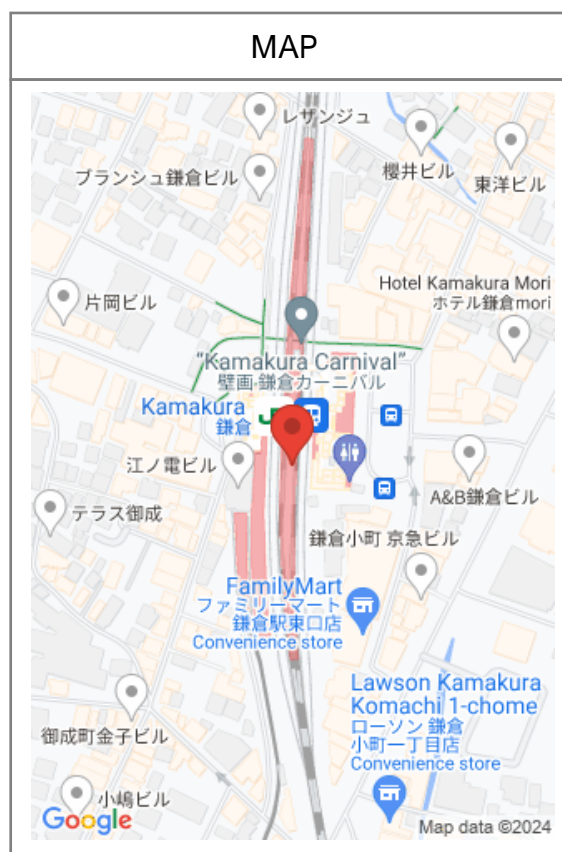 MAP
レザンジュ
櫻井ビル
ブランシュ鎌倉ビル
東洋ビル
Hotel Kamakura Mori
ホテル鎌倉mori
片岡ビル
“Kamakura Carnival”
壁画 鎌倉カーニバル
Kamakura
鎌倉
江ノ電ビル
A&B鎌倉ビル
テラス御成
鎌倉小町 京急ビル
FamilyMart
ファミリーマート
鎌倉駅東口店
Convenience store
Lawson Kamakura
Komachi 1-chome
ローソン 鎌倉
小町一丁目店
Convenience store
御成町金子ビル
小嶋ビル
Google
Map data ©2024